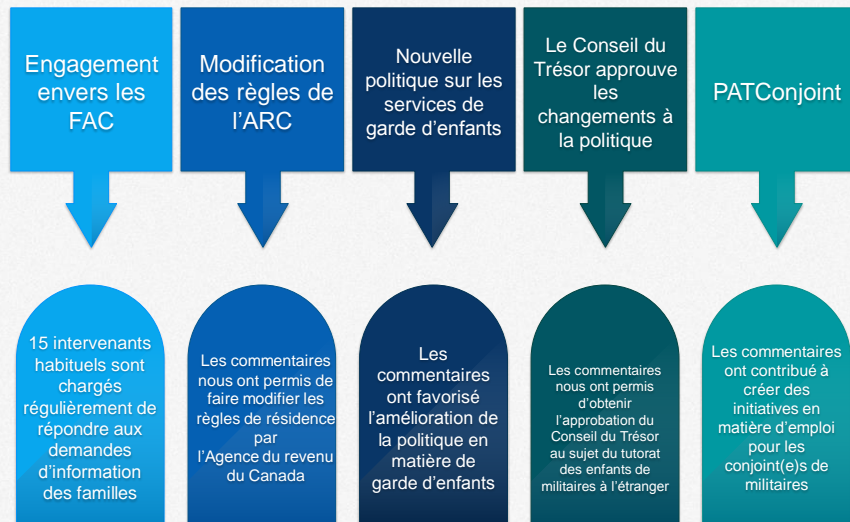 Engagement
envers les
FAC
Modification
des règles de
l'ARC
Nouvelle
politique sur les
services de
garde d'enfants
Le Conseil du
Trésor approuve
les
changements à
la politique
PATConjoint
15 intervenants
habituels sont
chargés
régulièrement de
répondre aux
demandes
d'information
des familles
Les commentaires
nous ont permis de
faire modifier les
règles de résidence
par
l'Agence du revenu
du Canada
Les
commentaires
ont favorisé
l'amélioration de
la politique en
matière de
garde d'enfants
Les commentaires
nous ont permis
d'obtenir
l'approbation du
Conseil du Trésor
au sujet du tutorat
des enfants de
militaires à l'étranger
Les commentaires
ont contribué à
créer des
initiatives en
matière d'emploi
pour les
conjoint(e)s de
militaires